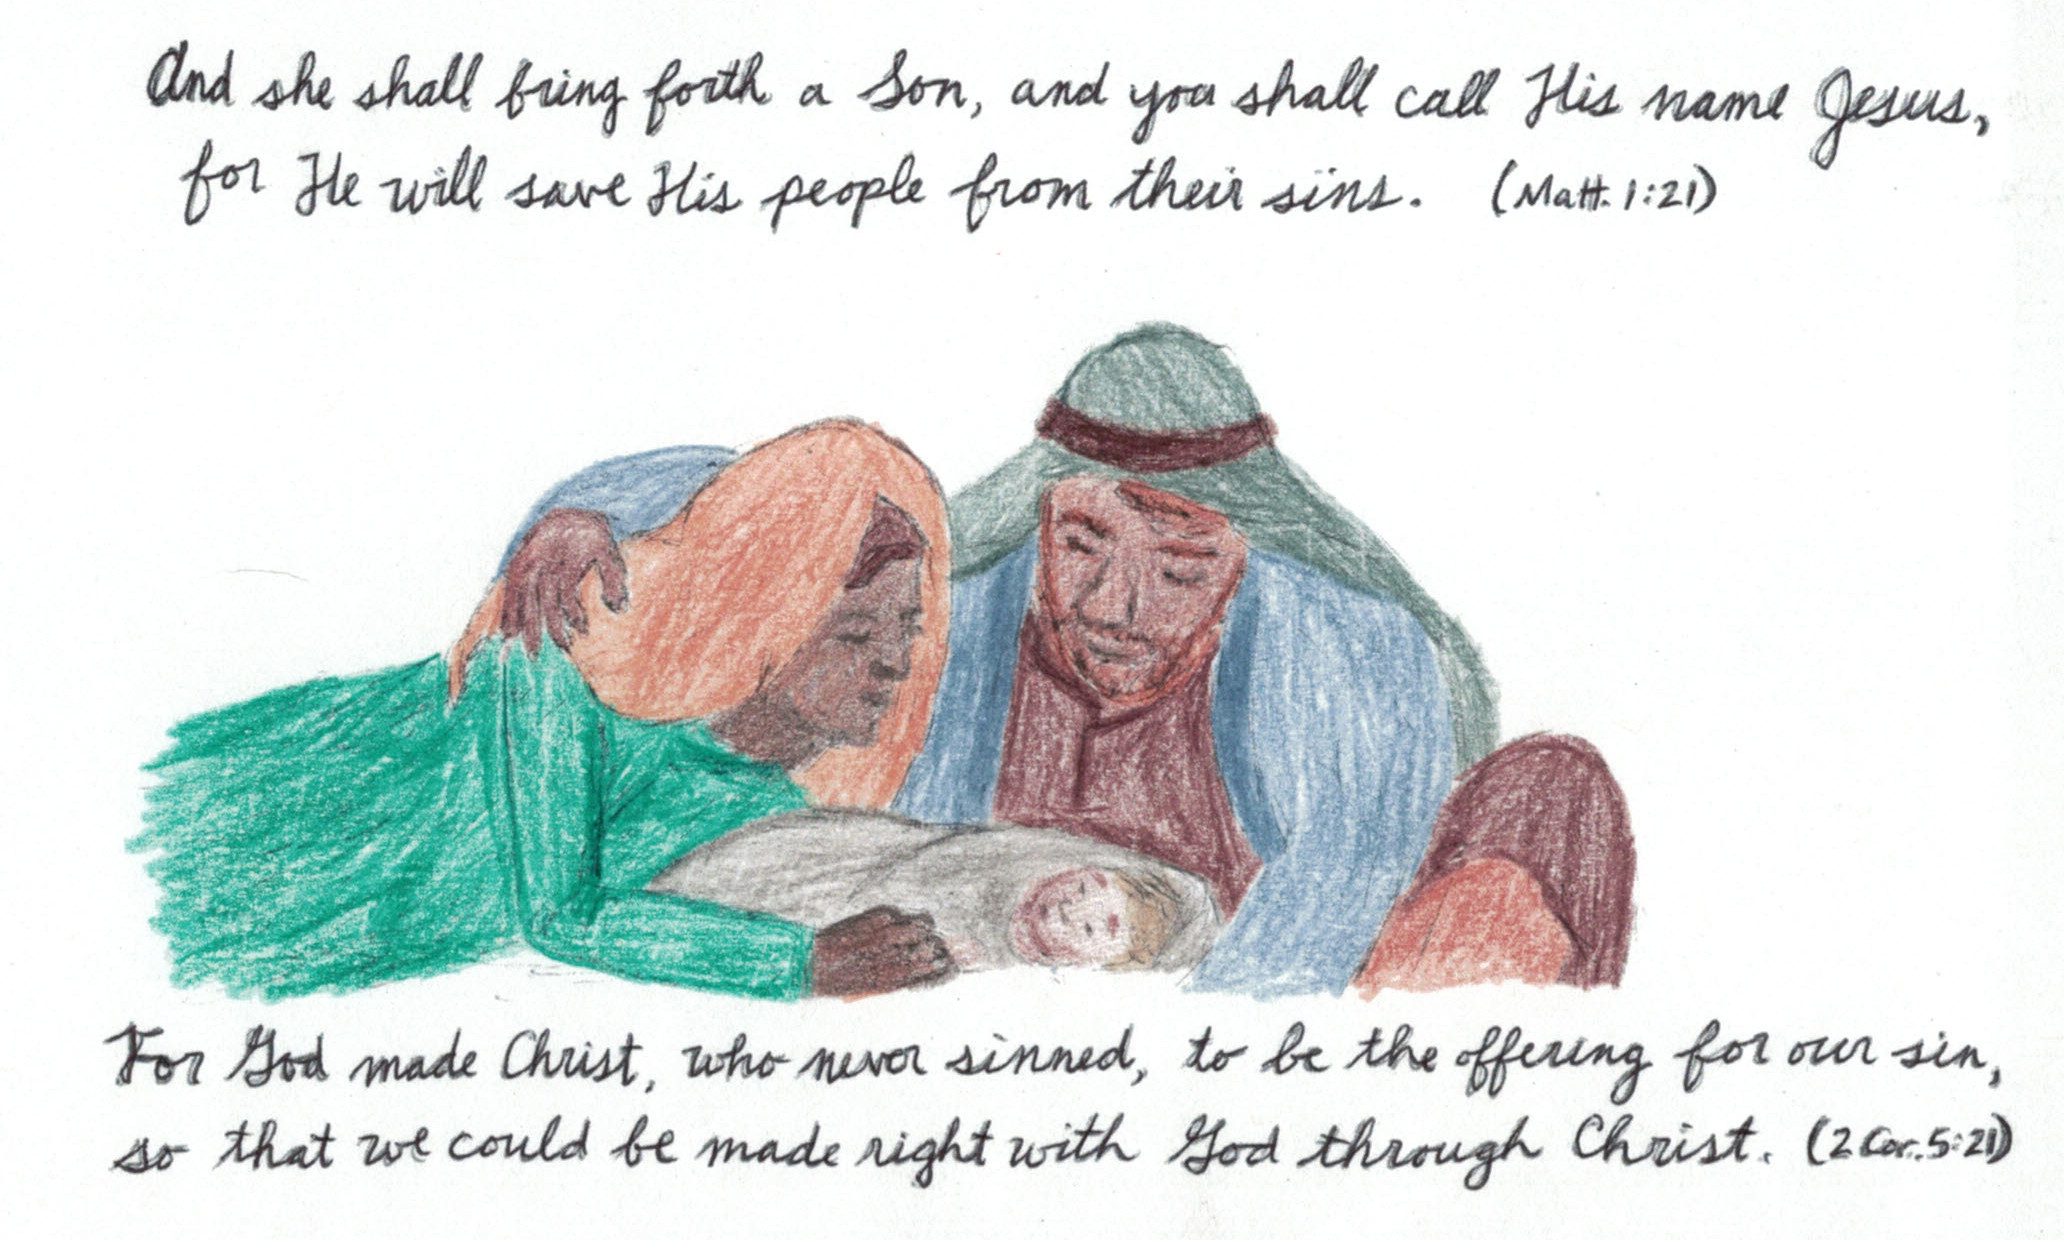 And she shall bring forth a Son, and you shall call His name Jesus,
for He will save His people from their sins. (Matt. 1:21)
For God made Christ, who never sinned, to be the offering for our sin,
so that we could be made right with God through Christ. (2 Cor. 5:21)